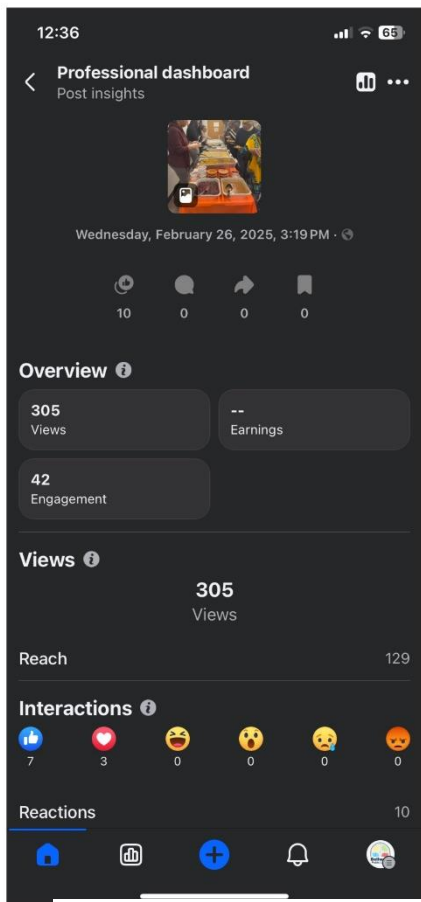 12:36
65
Professional dashboard
Post insights
Wednesday, February 26, 2025, 3:19 PM ·
10 0 0 0
Overview
305
Views
--
Earnings
42
Engagement
Views
305
Views
Reach 129
Interactions
7 3 0 0 0 0
Reactions 10